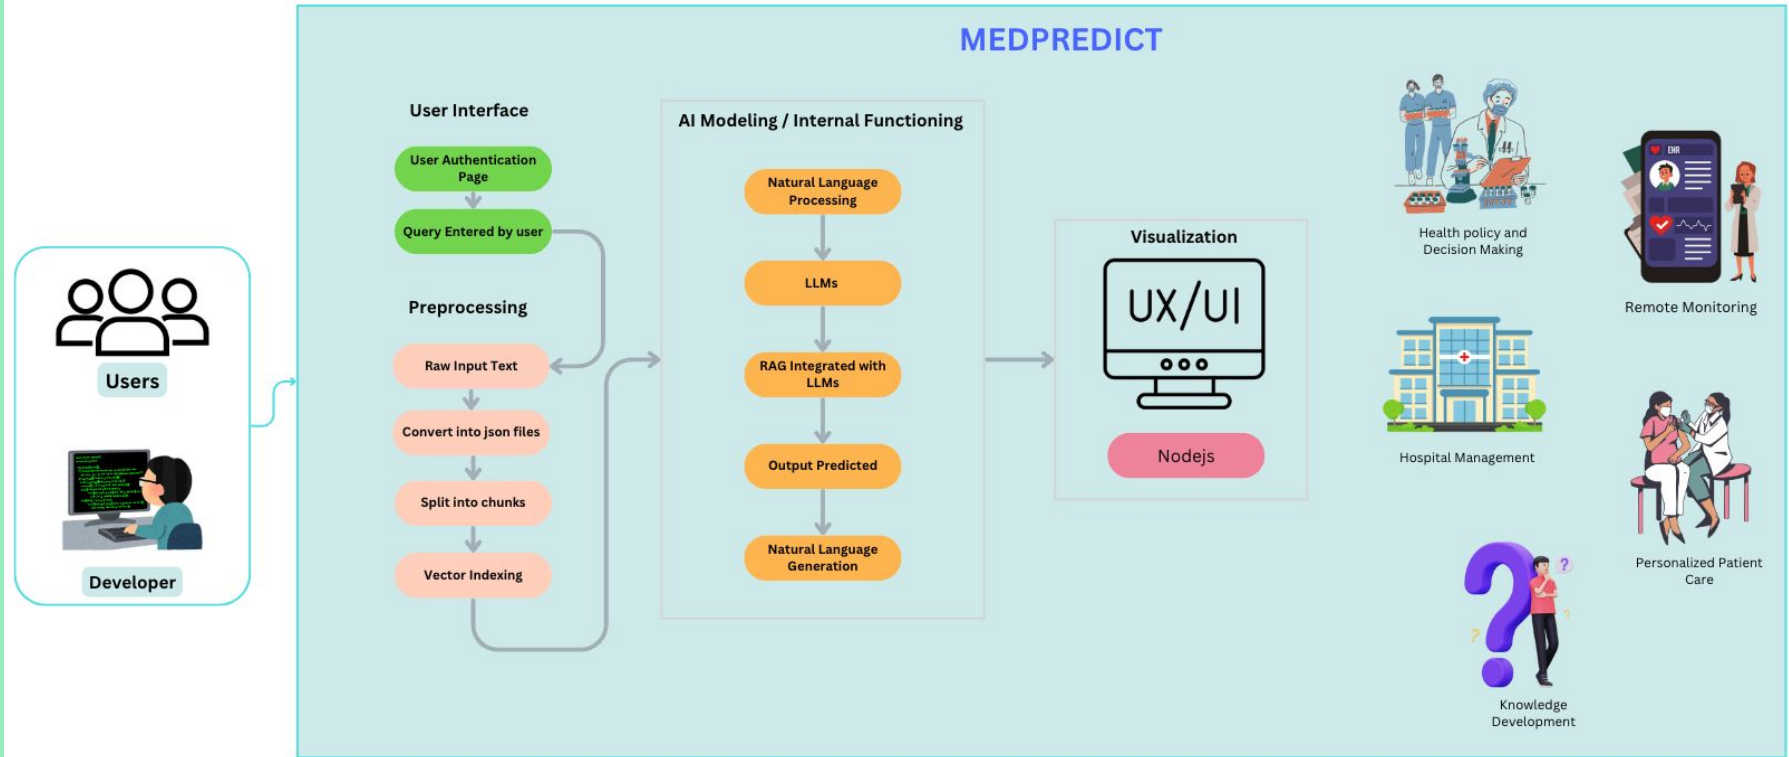 MEDPREDICT
Users
Developer
User Interface
User Authentication
Page
Query Entered by user
Preprocessing
Raw Input Text
Convert into json files
Split into chunks
Vector Indexing
AI Modeling / Internal Functioning
Natural Language
Processing
LLMs
RAG Integrated with
LLMs
Output Predicted
Natural Language
Generation
Visualization
UX/UI
Nodejs
Health policy and
Decision Making
EHR
Remote Monitoring
Hospital Management
Personalized Patient
Care
?
?
?
?
Knowledge
Development